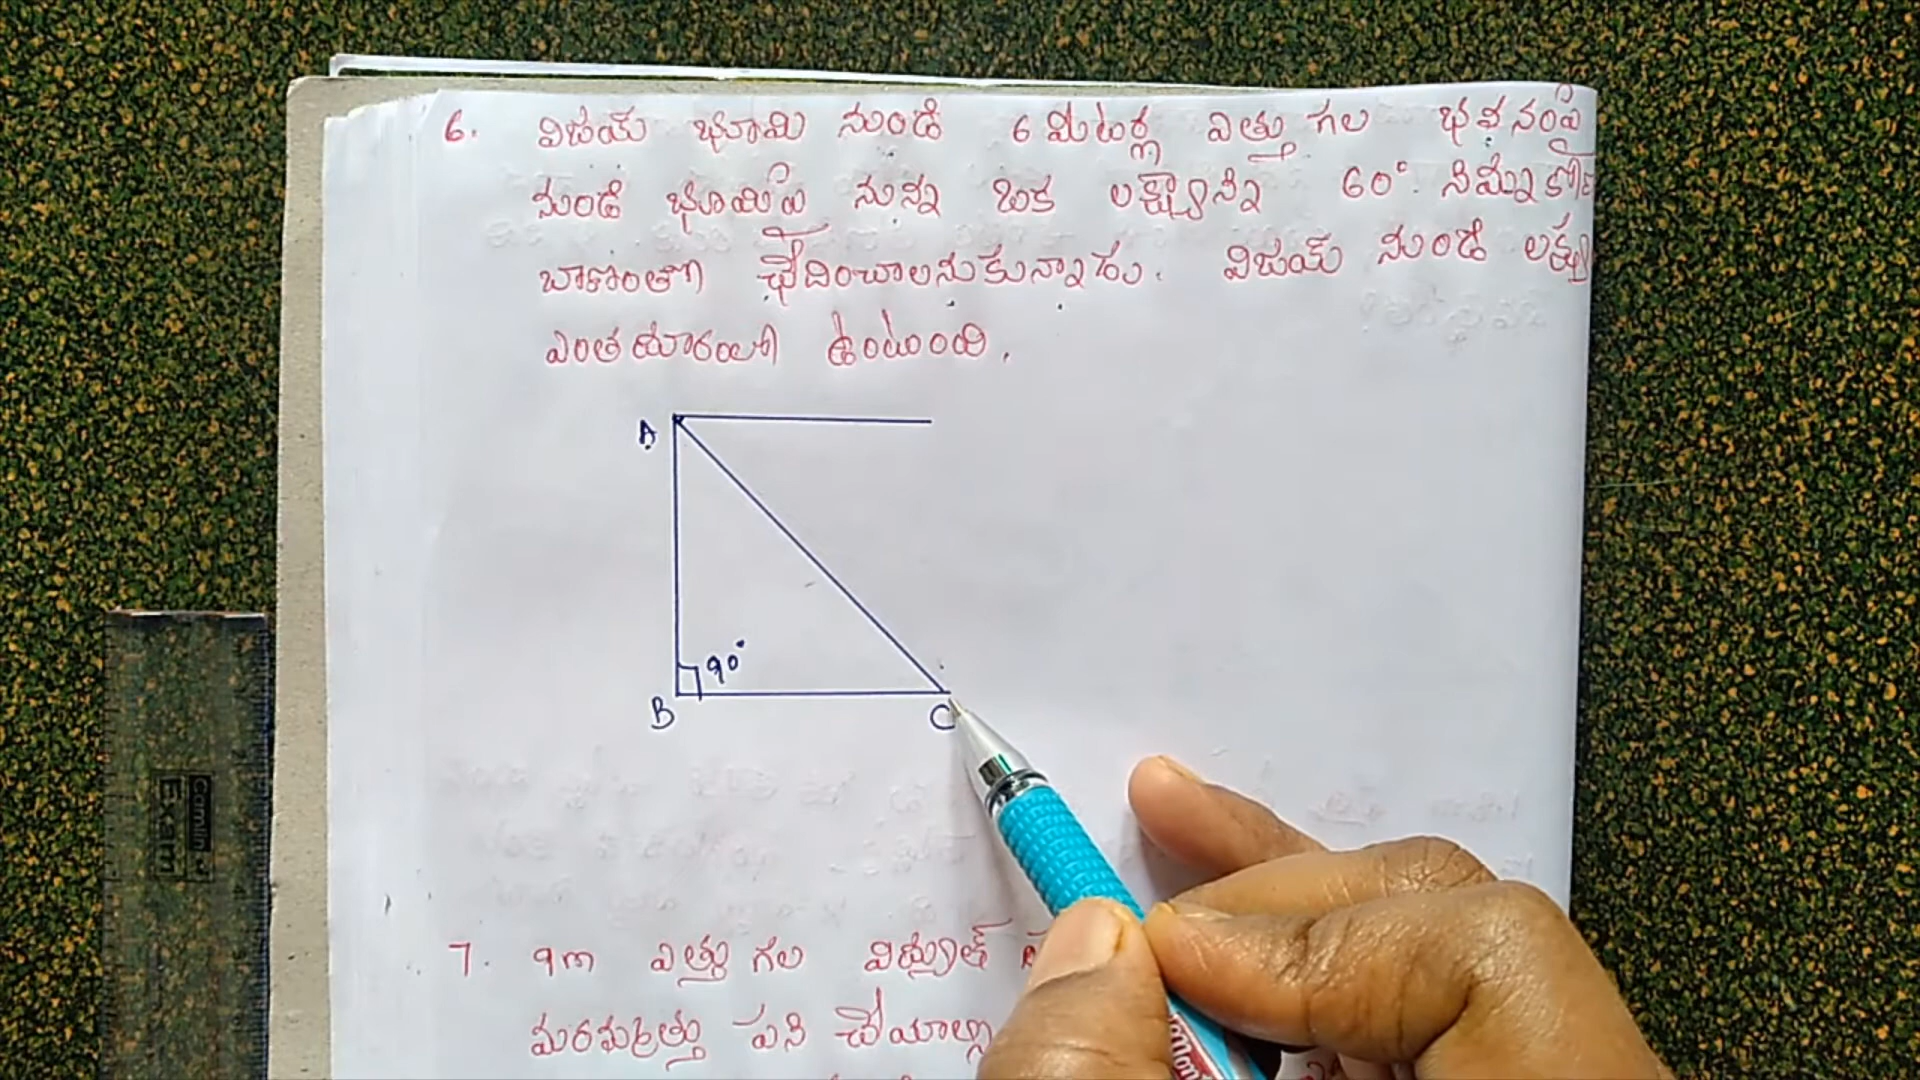 6. విజయ్ భూమి నుండి 6 మీటర్ల ఎత్తు గల భవనంపై
నుండి భూమిపై నున్న ఒక లక్ష్యాన్ని 60° నిమ్న
బాణంతో ఛేదించాలనుకున్నాడు. విజయ్ నుండి
ఎంత దూరంలో ఉంటుంది.
A
90°
B
C
7. 9m ఎత్తు గల విద్యుత్
మరమ్మత్తు పని చేయాల్సి
Camlin
Exam